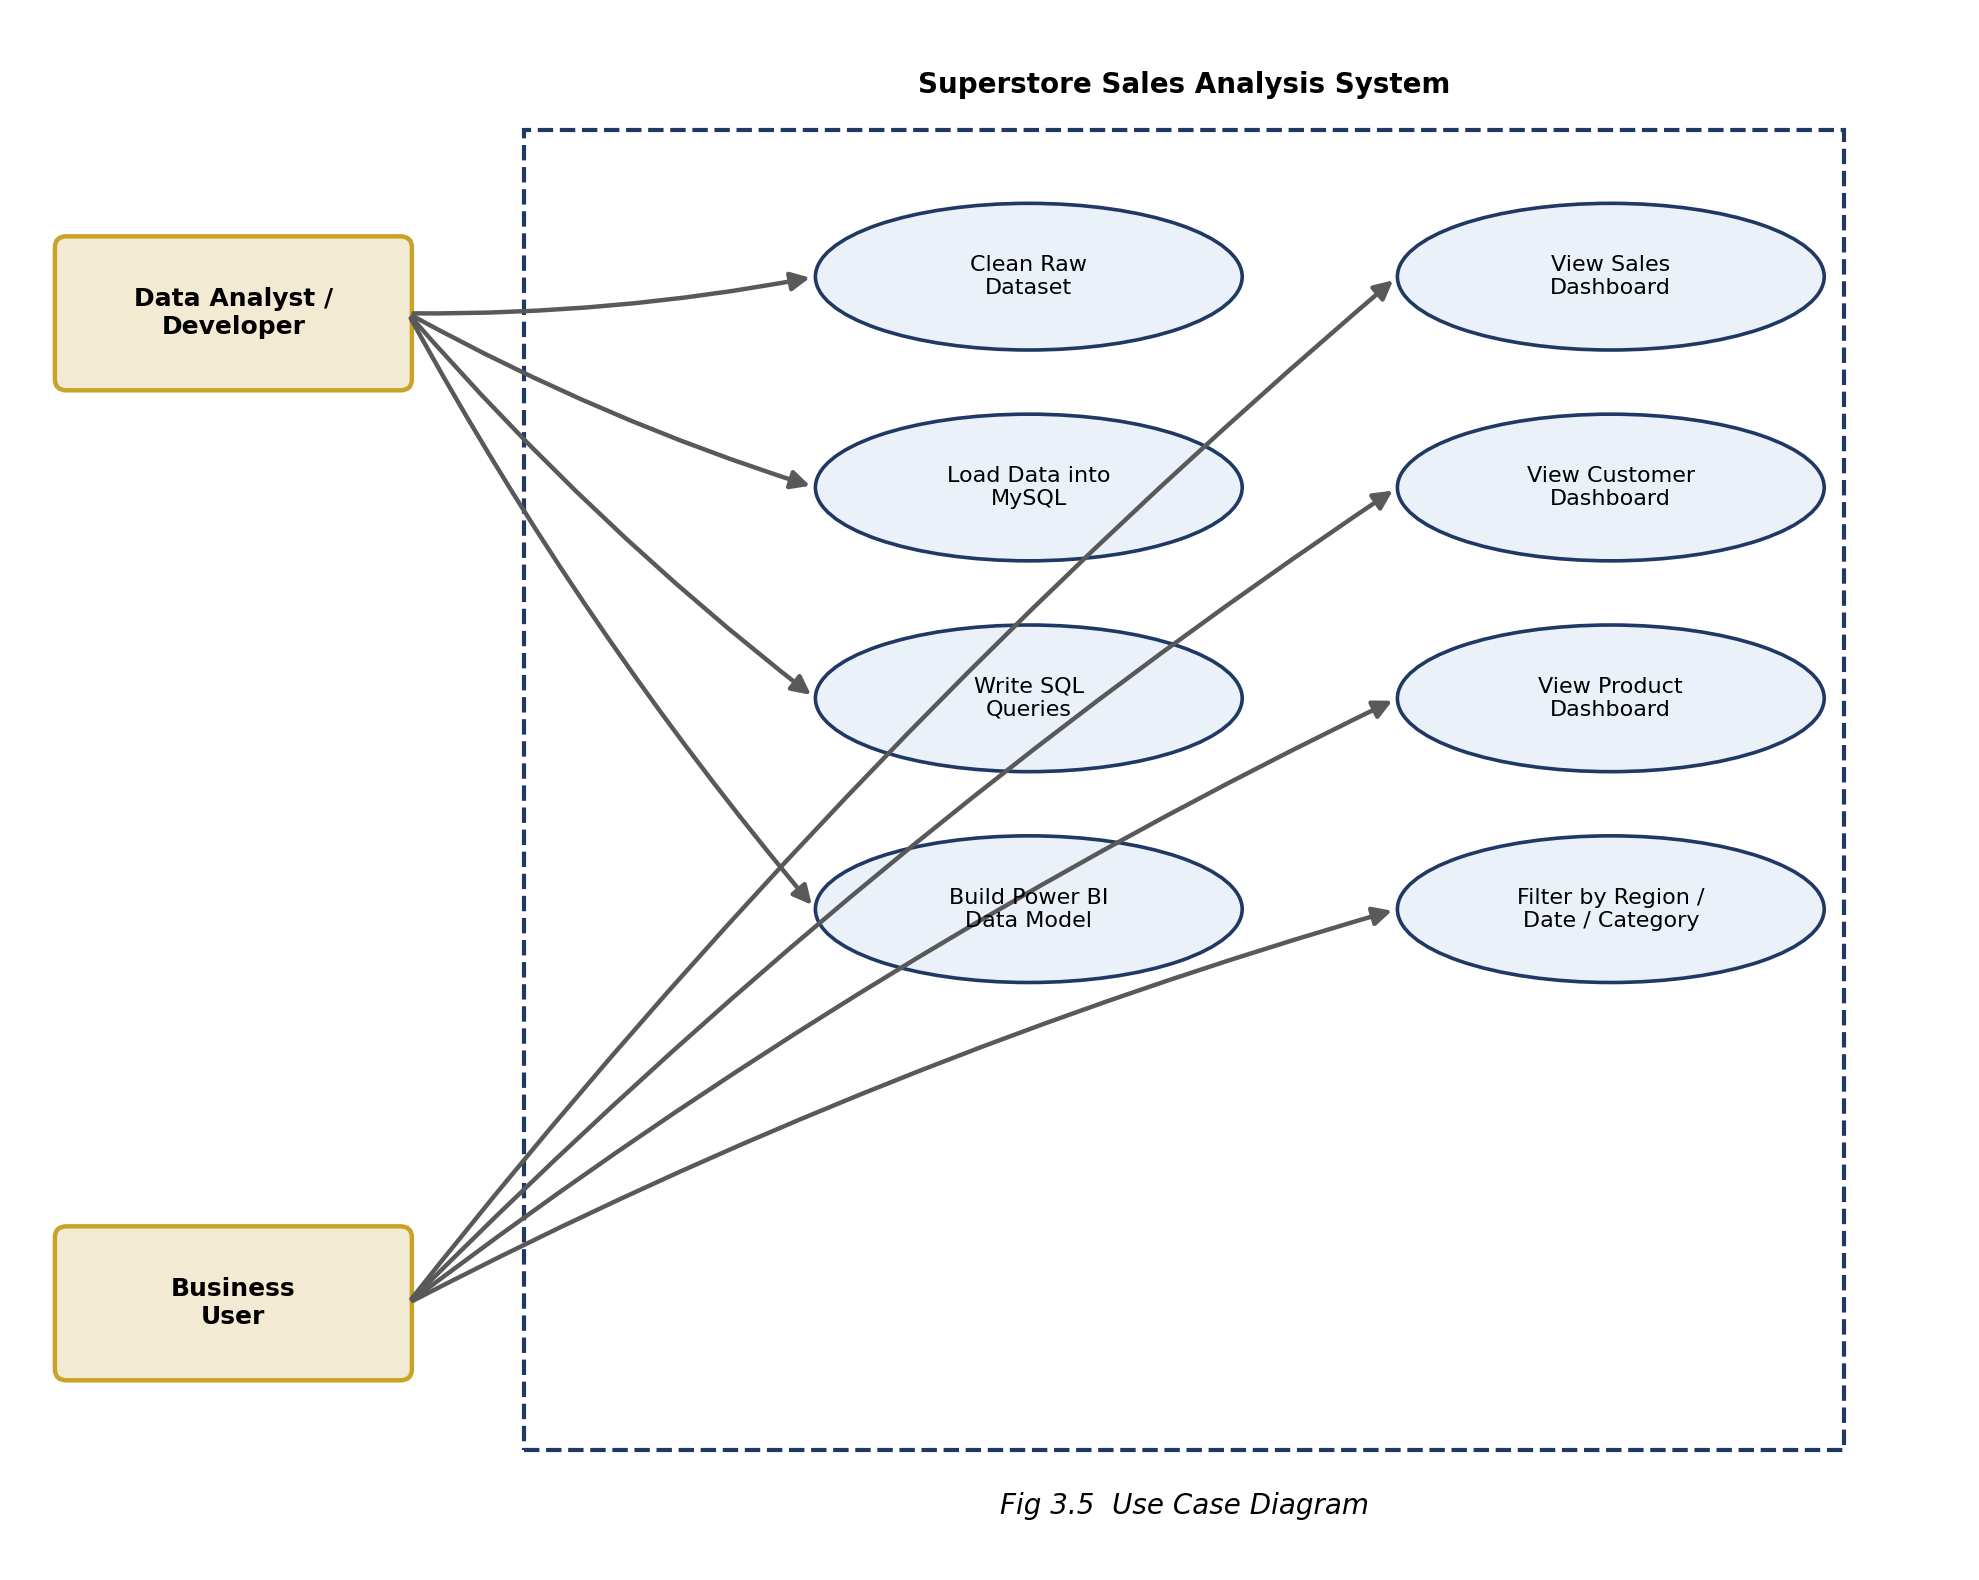 Superstore Sales Analysis System
Data Analyst /
Developer
Clean Raw
Dataset
View Sales
Dashboard
Load Data into
MySQL
View Customer
Dashboard
Write SQL
Queries
View Product
Dashboard
Build Power BI
Data Model
Filter by Region /
Date / Category
Business
User
Fig 3.5  Use Case Diagram